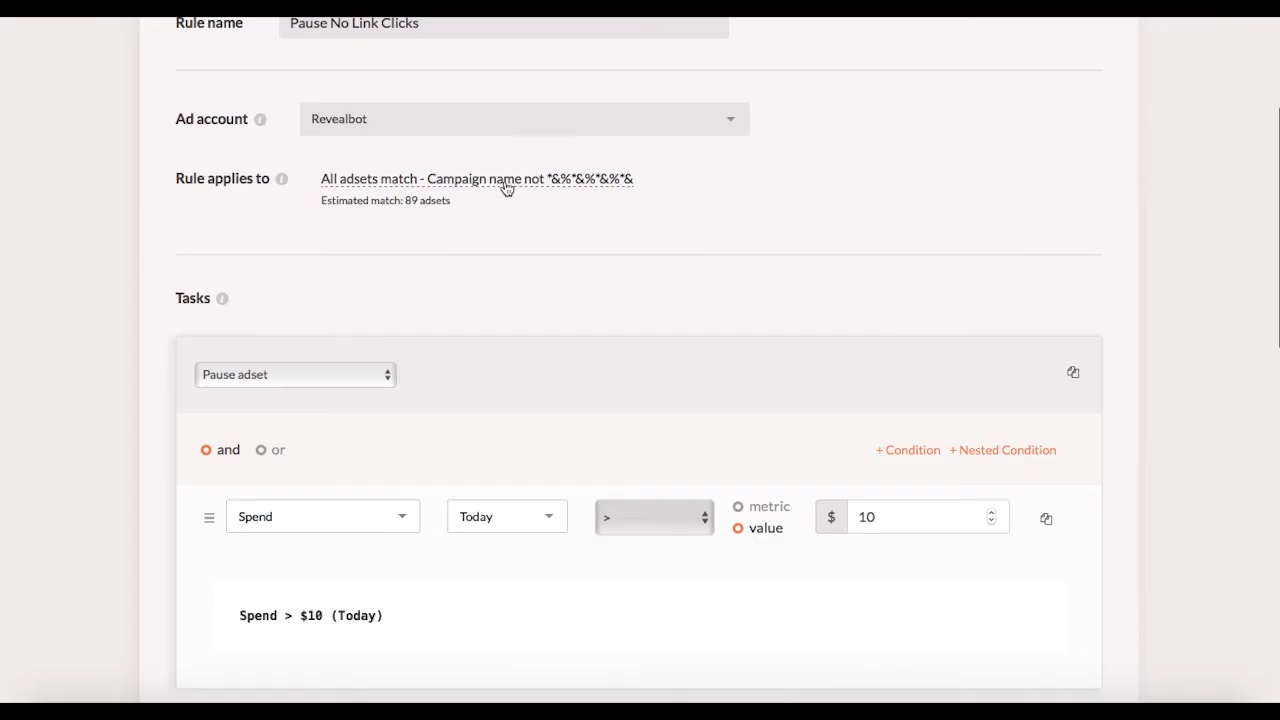 Rule name Pause No Link Clicks
Ad account Revealbot
Rule applies to All adsets match - Campaign name not *&%*&%*&%*&
Estimated match: 89 adsets
Tasks
Pause adset
and or + Condition + Nested Condition
Spend Today > metric value $ 10
Spend > $10 (Today)